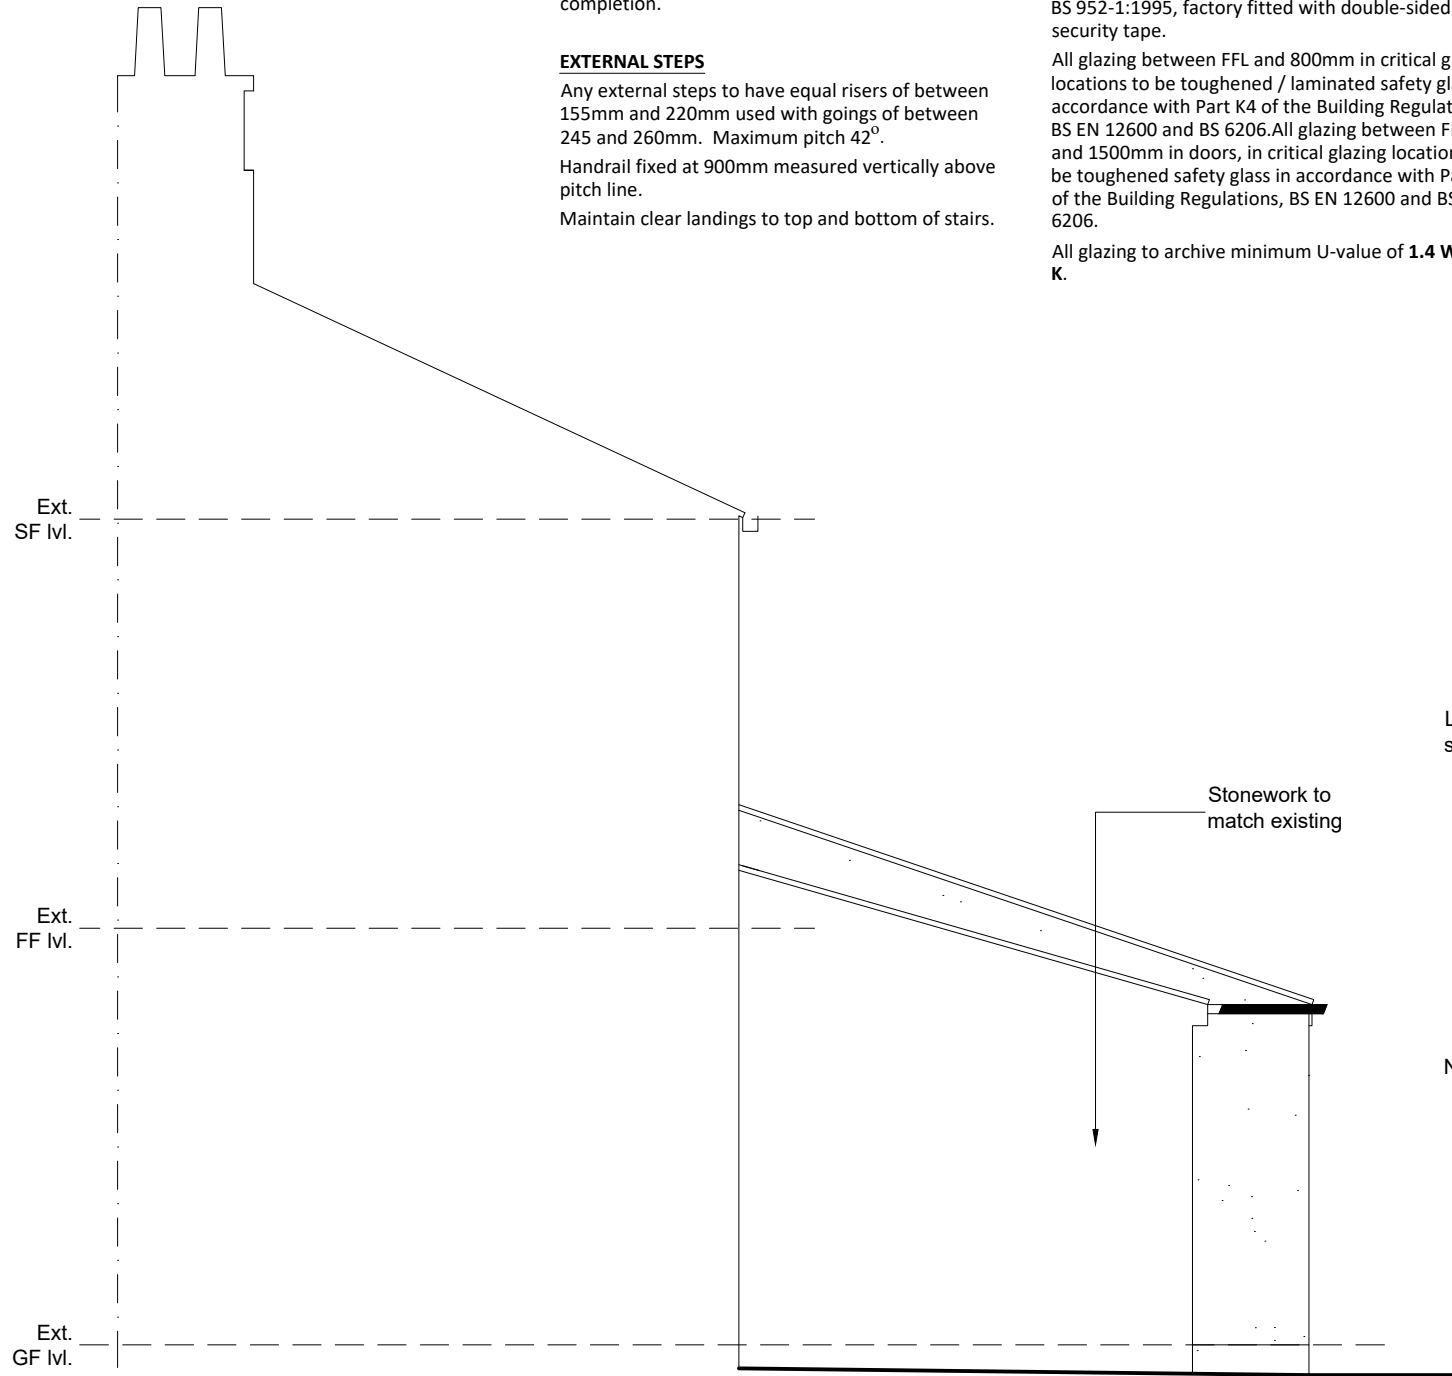 completion.
EXTERNAL STEPS
Any external steps to have equal risers of between
155mm and 220mm used with goings of between
245 and 260mm.  Maximum pitch 42⁰.
Handrail fixed at 900mm measured vertically above
pitch line.
Maintain clear landings to top and bottom of stairs.
BS 952-1:1995, factory fitted with double-sided
security tape.
All glazing between FFL and 800mm in critical g
locations to be toughened / laminated safety gl
accordance with Part K4 of the Building Regulat
BS EN 12600 and BS 6206.All glazing between F
and 1500mm in doors, in critical glazing location
be toughened safety glass in accordance with Pa
of the Building Regulations, BS EN 12600 and BS
6206.
All glazing to archive minimum U-value of 1.4 W
K.
Ext.
SF lvl.
L
s
Stonework to
match existing
Ext.
FF lvl.
N
Ext.
GF lvl.